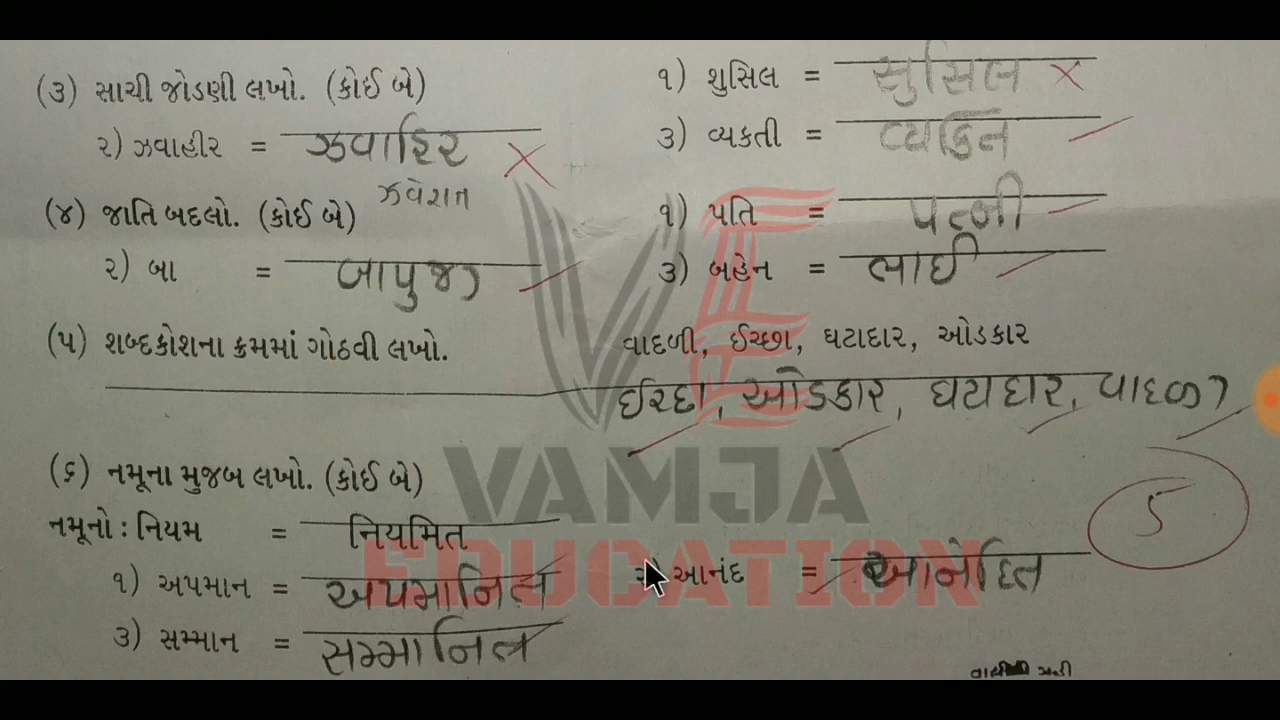 (૩) સાચી જોડણી લખો. (કોઈ બે) ૧) શુસિલ = સુસિલ ×
૨) ઝવાહીર = ઝવાહિર × ૩) વ્યકતી = વ્યકિત
ઝવેરાત
(૪) જાતિ બદલો. (કોઈ બે) ૧) પતિ = પત્ની
૨) બા = બાપુજી ૩) બહેન = ભાઈ
(૫) શબ્દકોશના ક્રમમાં ગોઠવી લખો. વાદળી, ઈચ્છા, ઘટાદાર, ઓડકાર
ઈચ્છા, ઓડકાર, ઘટાદાર, વાદળી
(૬) નમૂના મુજબ લખો. (કોઈ બે)
5
નમૂનો : નિયમ = નિયમિત
૧) અપમાન = અપમાનિત ૨) આનંદ = આનંદિત
૩) સમ્માન = સમ્માનિત
VAMJA
EDUCATION